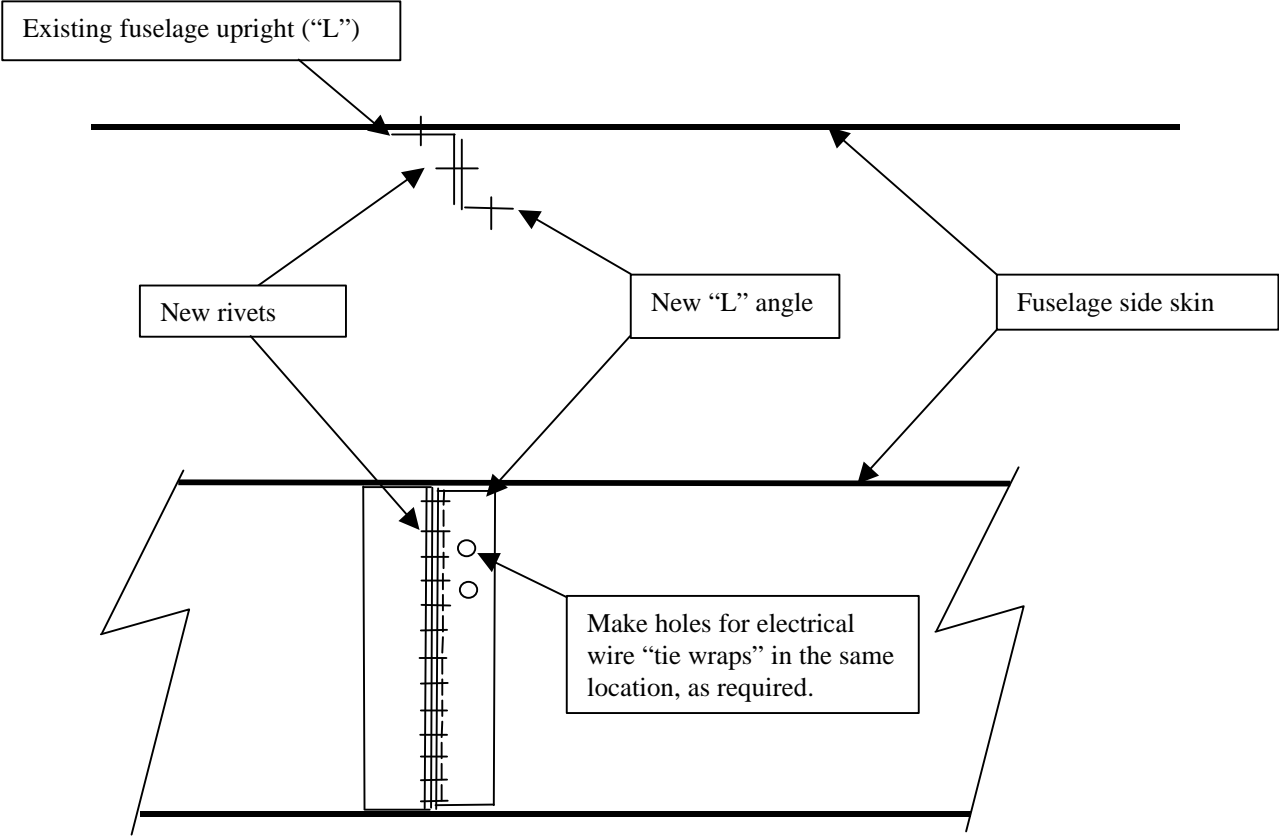 Existing fuselage upright (“L”)
New rivets
New “L” angle
Fuselage side skin
Make holes for electrical
wire “tie wraps” in the same
location, as required.